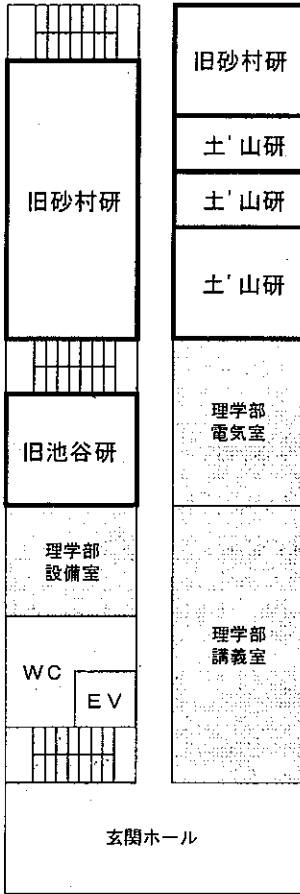 旧砂村研
土'山研
土'山研
旧砂村研
土'山研
理学部
電気室
旧池谷研
理学部
設備室
理学部
講義室
WC
EV
玄関ホール